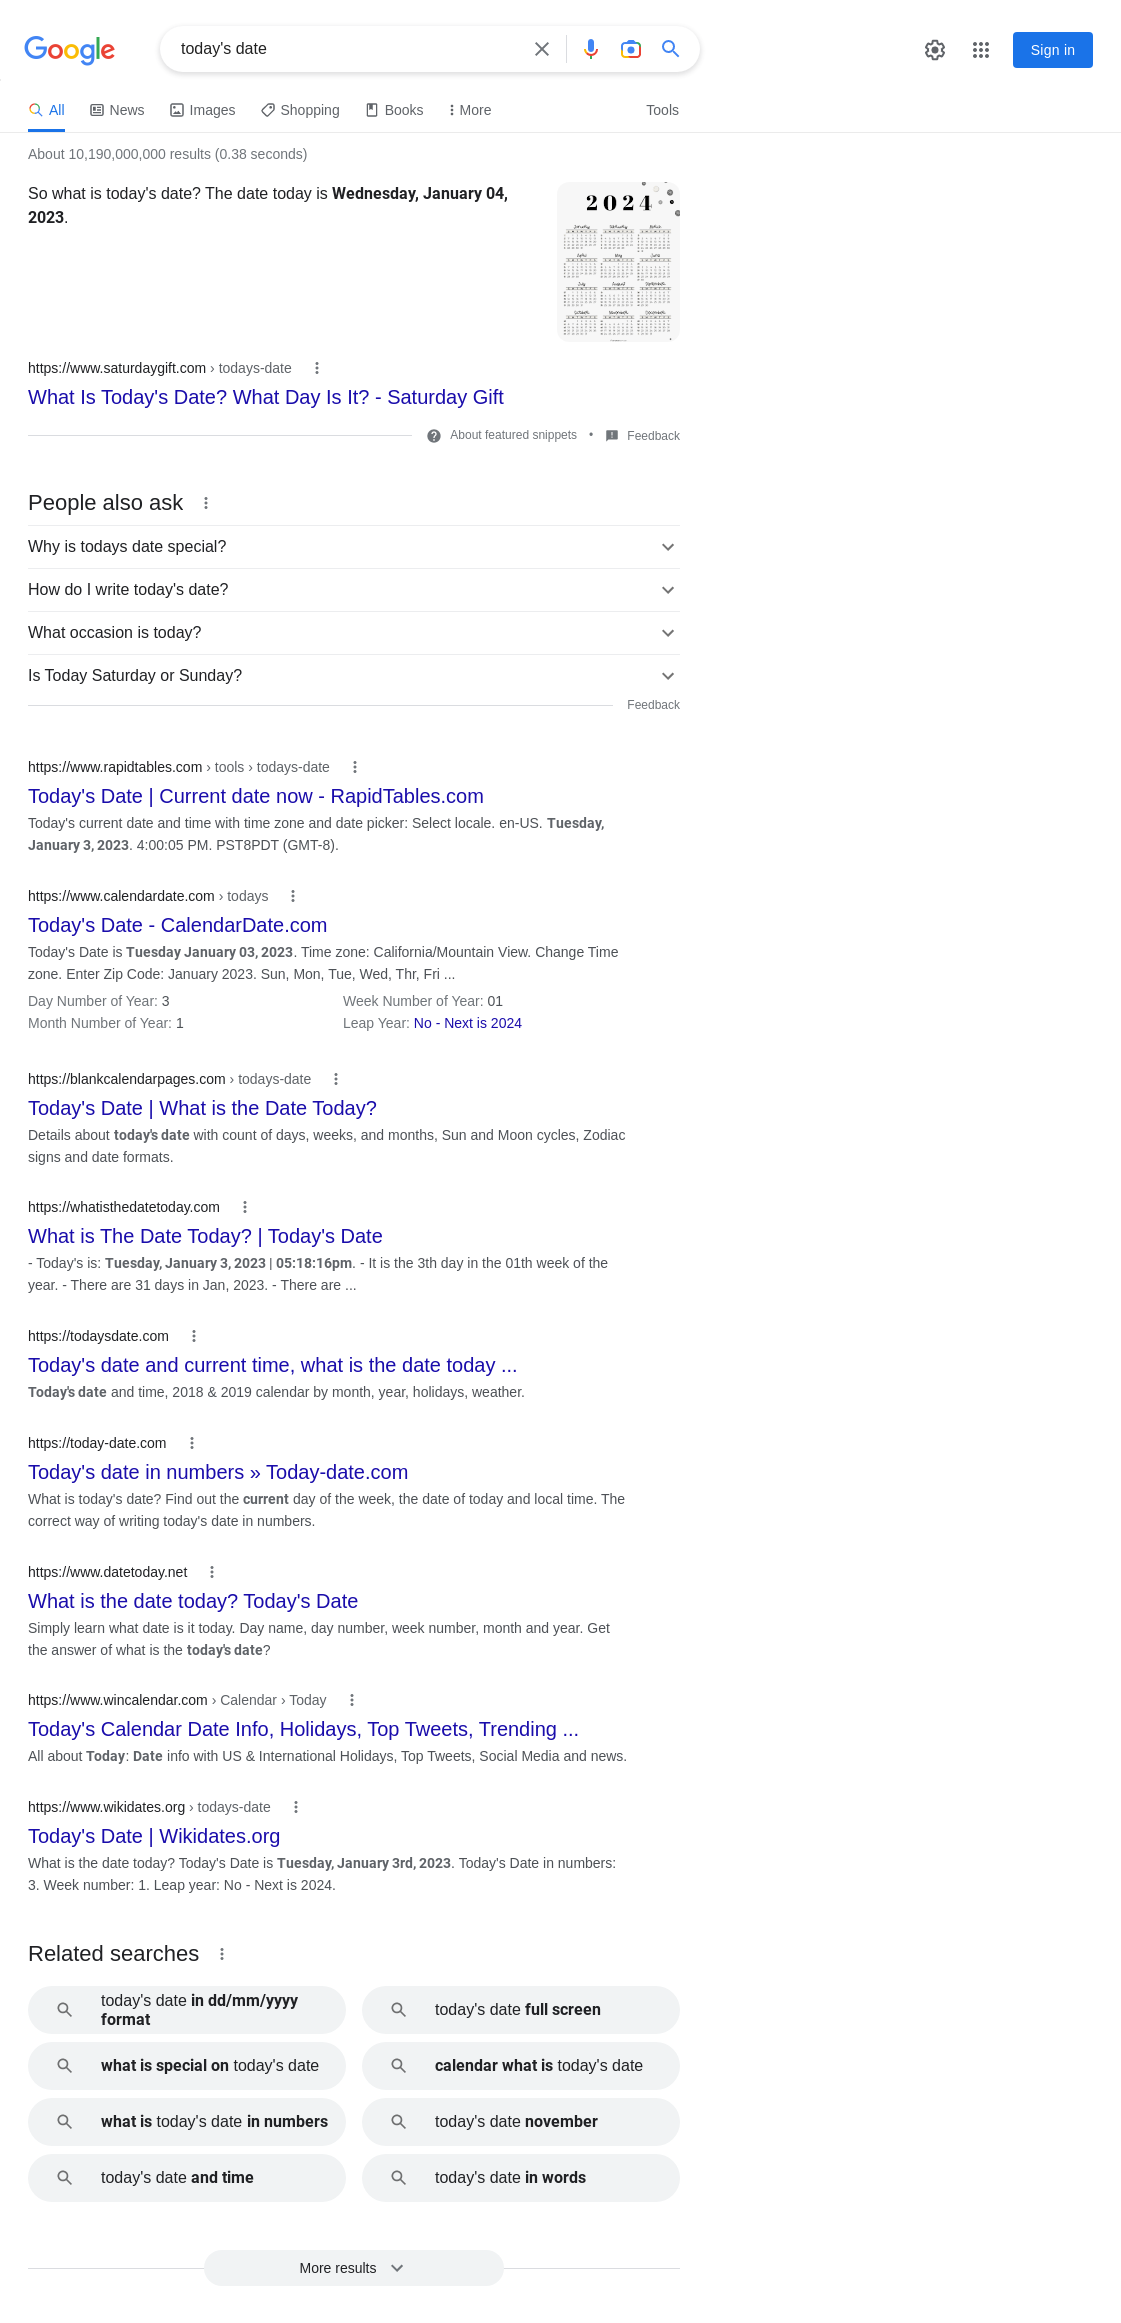 Google
today's date
Sign in
All
News
Images
Shopping
Books
More
Tools
About 10,190,000,000 results (0.38 seconds)
So what is today's date? The date today is Wednesday, January 04,
2023.
2024
https://www.saturdaygift.com › todays-date
What Is Today's Date? What Day Is It? - Saturday Gift
About featured snippets • Feedback
People also ask
Why is todays date special?
How do I write today's date?
What occasion is today?
Is Today Saturday or Sunday?
Feedback
https://www.rapidtables.com › tools › todays-date
Today's Date | Current date now - RapidTables.com
Today's current date and time with time zone and date picker: Select locale. en-US. Tuesday,
January 3, 2023. 4:00:05 PM. PST8PDT (GMT-8).
https://www.calendardate.com › todays
Today's Date - CalendarDate.com
Today's Date is Tuesday January 03, 2023. Time zone: California/Mountain View. Change Time
zone. Enter Zip Code: January 2023. Sun, Mon, Tue, Wed, Thr, Fri ...
Day Number of Year: 3
Week Number of Year: 01
Month Number of Year: 1
Leap Year: No - Next is 2024
https://blankcalendarpages.com › todays-date
Today's Date | What is the Date Today?
Details about today's date with count of days, weeks, and months, Sun and Moon cycles, Zodiac
signs and date formats.
https://whatisthedatetoday.com
What is The Date Today? | Today's Date
- Today's is: Tuesday, January 3, 2023 | 05:18:16pm. - It is the 3th day in the 01th week of the
year. - There are 31 days in Jan, 2023. - There are ...
https://todaysdate.com
Today's date and current time, what is the date today ...
Today's date and time, 2018 & 2019 calendar by month, year, holidays, weather.
https://today-date.com
Today's date in numbers » Today-date.com
What is today's date? Find out the current day of the week, the date of today and local time. The
correct way of writing today's date in numbers.
https://www.datetoday.net
What is the date today? Today's Date
Simply learn what date is it today. Day name, day number, week number, month and year. Get
the answer of what is the today's date?
https://www.wincalendar.com › Calendar › Today
Today's Calendar Date Info, Holidays, Top Tweets, Trending ...
All about Today: Date info with US & International Holidays, Top Tweets, Social Media and news.
https://www.wikidates.org › todays-date
Today's Date | Wikidates.org
What is the date today? Today's Date is Tuesday, January 3rd, 2023. Today's Date in numbers:
3. Week number: 1. Leap year: No - Next is 2024.
Related searches
today's date in dd/mm/yyyy
format
today's date full screen
what is special on today's date
calendar what is today's date
what is today's date in numbers
today's date november
today's date and time
today's date in words
More results